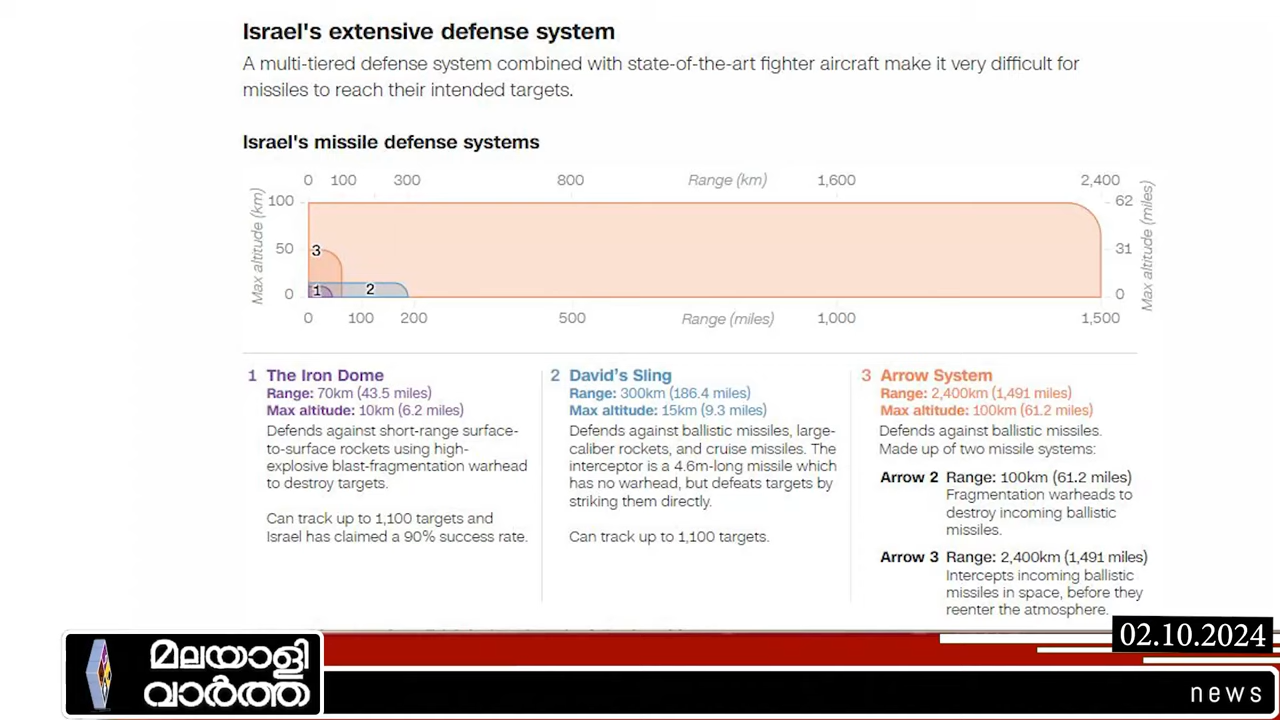 Israel's extensive defense system
A multi-tiered defense system combined with state-of-the-art fighter aircraft make it very difficult for
missiles to reach their intended targets.
Israel's missile defense systems
0 100 300 800 Range (km) 1,600 2,400
Max altitude (km)
100
50
0
3
1
2
62
31
0
Max altitude (miles)
0 100 200 500 Range (miles) 1,000 1,500
1 The Iron Dome
Range: 70km (43.5 miles)
Max altitude: 10km (6.2 miles)
Defends against short-range surface-
to-surface rockets using high-
explosive blast-fragmentation warhead
to destroy targets.
Can track up to 1,100 targets and
Israel has claimed a 90% success rate.
2 David's Sling
Range: 300km (186.4 miles)
Max altitude: 15km (9.3 miles)
Defends against ballistic missiles, large-
caliber rockets, and cruise missiles. The
interceptor is a 4.6m-long missile which
has no warhead, but defeats targets by
striking them directly.
Can track up to 1,100 targets.
3 Arrow System
Range: 2,400km (1,491 miles)
Max altitude: 100km (61.2 miles)
Defends against ballistic missiles.
Made up of two missile systems:
Arrow 2 Range: 100km (61.2 miles)
Fragmentation warheads to
destroy incoming ballistic
missiles.
Arrow 3 Range: 2,400km (1,491 miles)
Intercepts incoming ballistic
missiles in space, before they
reenter the atmosphere.
02.10.2024
മലയാളി
വാർത്ത
news